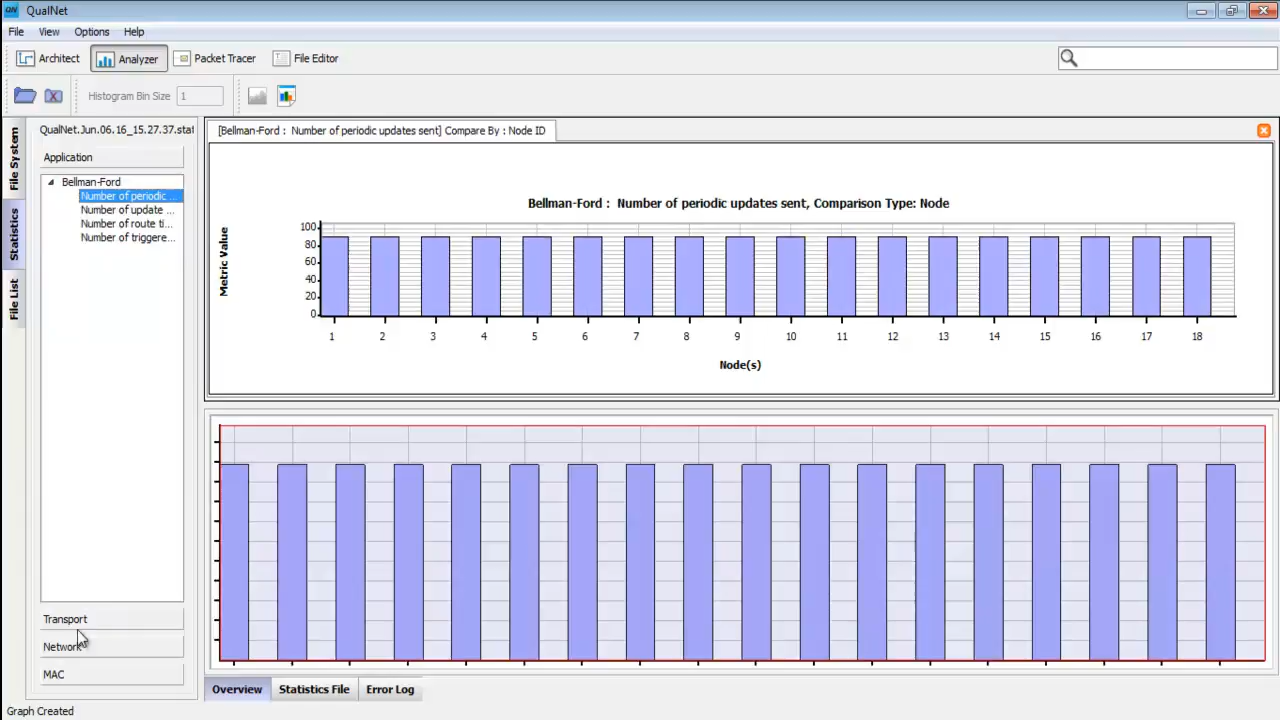 QN QualNet
File View Options Help
Architect Analyzer Packet Tracer File Editor
Histogram Bin Size 1
File System
Statistics
File List
QualNet.Jun.06.16_15.27.37.stat
Application
Bellman-Ford
Number of periodic ...
Number of update ...
Number of route ti...
Number of triggere...
Transport
Network
MAC
[Bellman-Ford : Number of periodic updates sent] Compare By : Node ID
Bellman-Ford : Number of periodic updates sent, Comparison Type: Node
Metric Value
100
80
60
40
20
0
1 2 3 4 5 6 7 8 9 10 11 12 13 14 15 16 17 18
Node(s)
Overview Statistics File Error Log
Graph Created